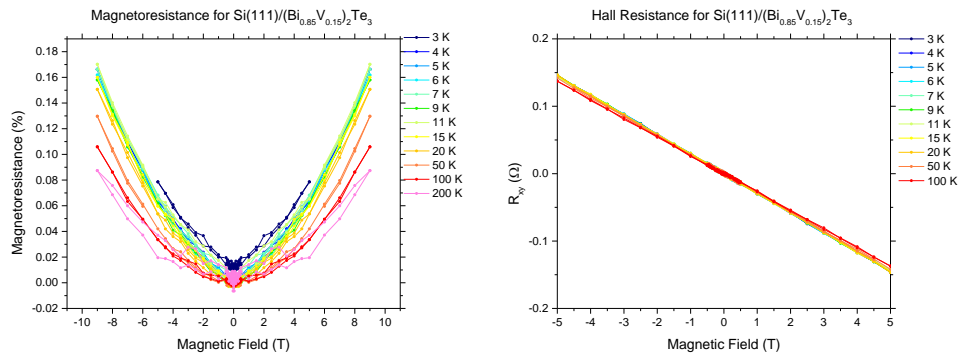 Magnetoresistance for Si(111)/(Bi₀.₈₅V₀.₁₅)₂Te₃
Magnetoresistance (%)
0.18
0.16
0.14
0.12
0.10
0.08
0.06
0.04
0.02
0.00
-0.02
-10 -8 -6 -4 -2 0 2 4 6 8 10
Magnetic Field (T)
3 K
4 K
5 K
6 K
7 K
9 K
11 K
15 K
20 K
50 K
100 K
200 K
Hall Resistance for Si(111)/(Bi₀.₈₅V₀.₁₅)₂Te₃
R_xy (Ω)
0.2
0.1
0.0
-0.1
-0.2
-5 -4 -3 -2 -1 0 1 2 3 4 5
Magnetic Field (T)
3 K
4 K
5 K
6 K
7 K
9 K
11 K
15 K
20 K
50 K
100 K